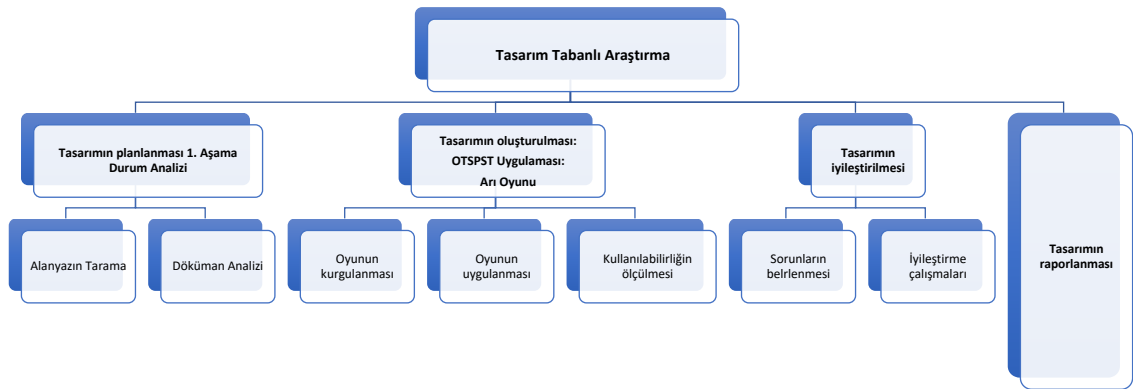 Tasarım Tabanlı Araştırma
Tasarımın planlanması 1. Aşama
Durum Analizi
Tasarımın oluşturulması:
OTSPST Uygulaması:
Arı Oyunu
Tasarımın
iyileştirilmesi
Tasarımın
raporlanması
Alanyazın Tarama
Döküman Analizi
Oyunun
kurgulanması
Oyunun
uygulanması
Kullanılabilirliğin
ölçülmesi
Sorunların
belrlenmesi
İyileştirme
çalışmaları